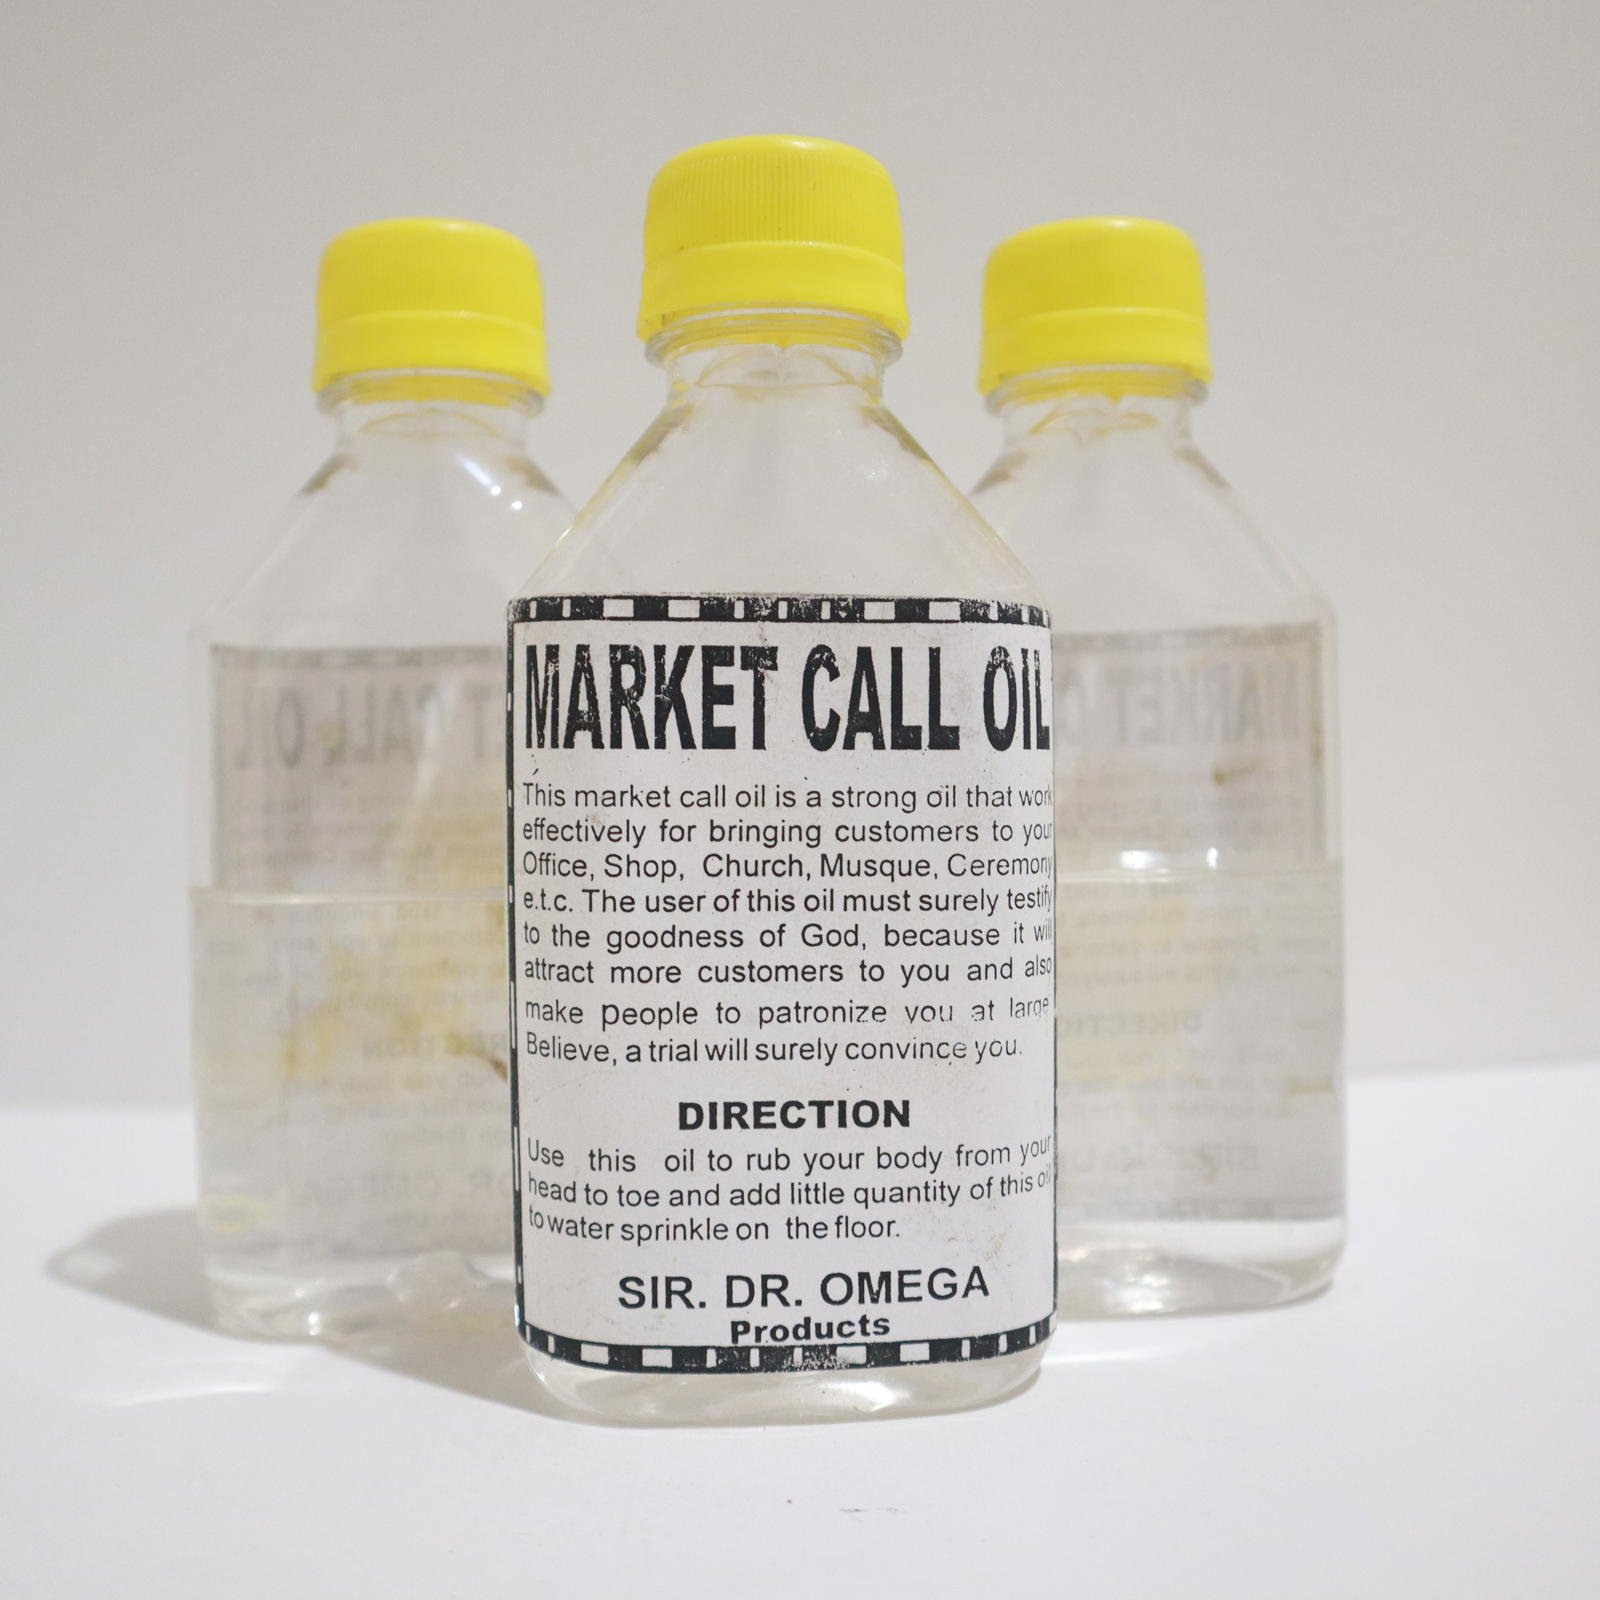 MARKET CALL OIL
This market call oil is a strong oil that work
effectively for bringing customers to your
Office, Shop, Church, Musque, Ceremony
e.t.c. The user of this oil must surely testify
to the goodness of God, because it will
attract more customers to you and also
make people to patronize you at large
Believe, a trial will surely convince you.
DIRECTION
Use this oil to rub your body from your
head to toe and add little quantity of this oil
to water sprinkle on the floor.
SIR. DR. OMEGA
Products